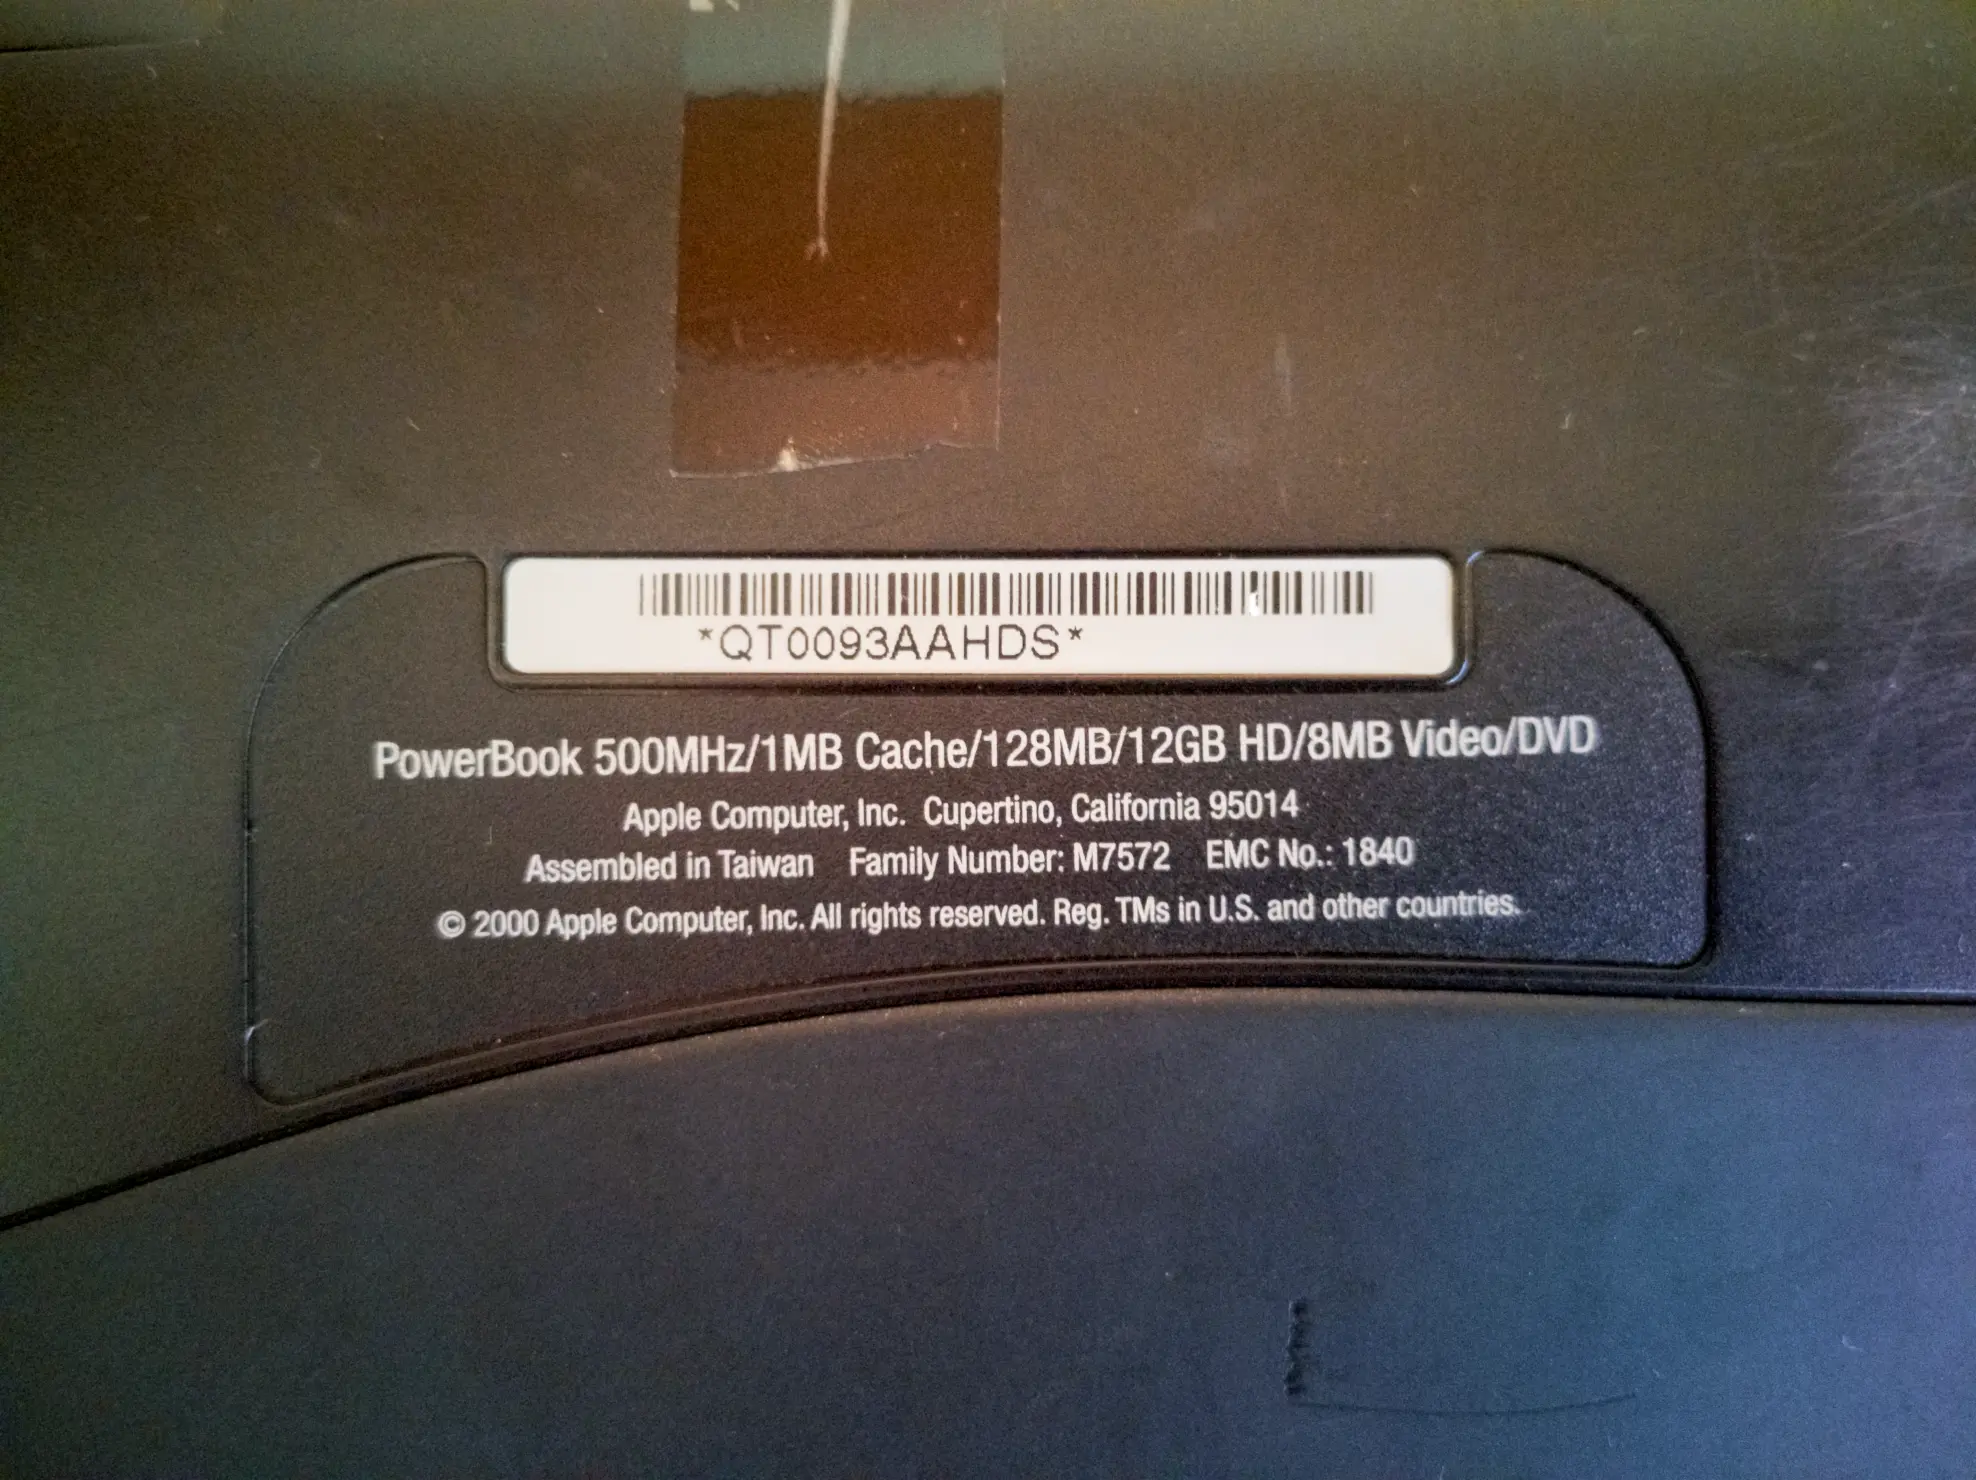 *QT0093AAHDS*
PowerBook 500MHz/1MB Cache/128MB/12GB HD/8MB Video/DVD
Apple Computer, Inc. Cupertino, California 95014
Assembled in Taiwan Family Number: M7572 EMC No.: 1840
© 2000 Apple Computer, Inc. All rights reserved. Reg. TMs in U.S. and other countries.